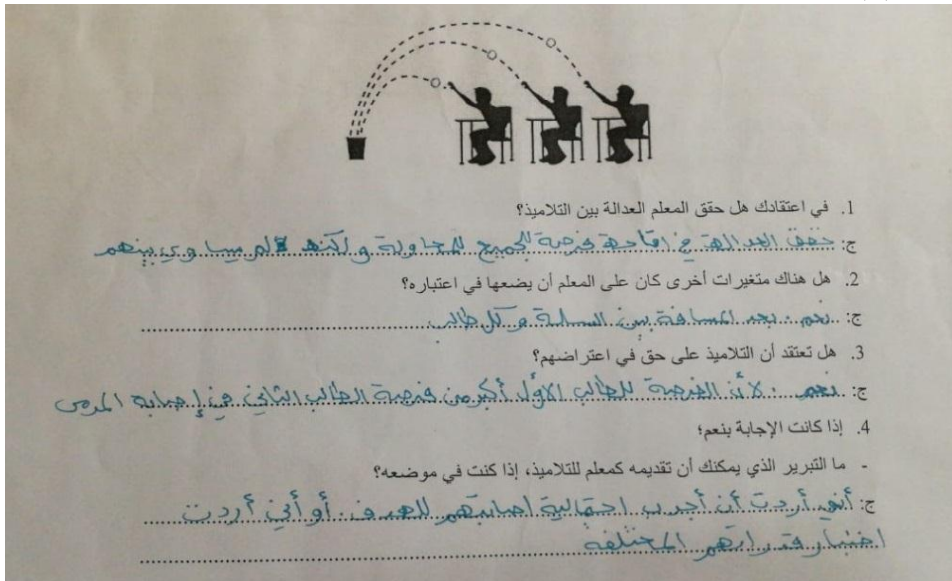 1. في اعتقادك هل حقق المعلم العدالة بين التلاميذ؟
ج: حقق العدالة في اتاحة فرصة للجميع للمحاولة ولكنه لم يساوي بينهم
2. هل هناك متغيرات أخرى كان على المعلم أن يضعها في اعتباره؟
ج: نعم. بعد المسافة بين السلة وكل طالب
3. هل تعتقد أن التلاميذ على حق في اعتراضهم؟
ج: نعم. لأن الفرصة للطالب الأول أكبر من فرصة الطالب الثاني في إصابة المرمى
4. إذا كانت الإجابة بنعم؛
- ما التبرير الذي يمكنك أن تقديمه كمعلم للتلاميذ، إذا كنت في موضعه؟
ج: أنني أردت أن أجرب احتمالية اصابتهم للهدف. أو أني أردت
اختبار قدراتهم المختلفة